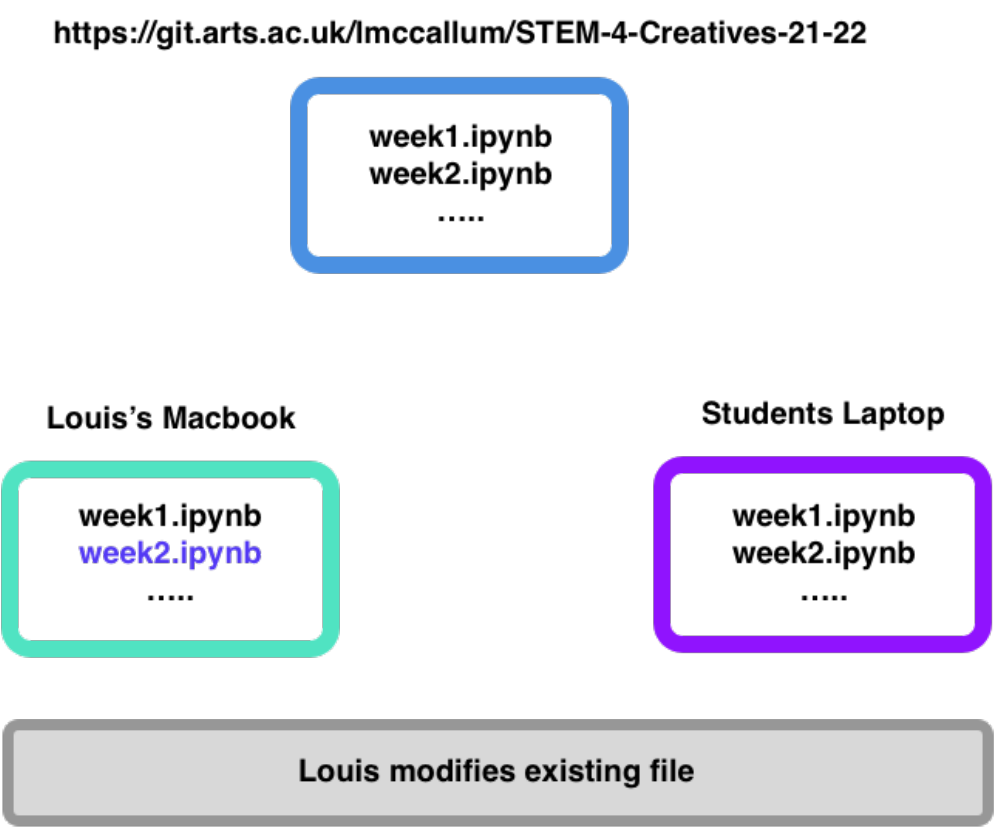 https://git.arts.ac.uk/lmccallum/STEM-4-Creatives-21-22
week1.ipynb
week2.ipynb
.....
Louis’s Macbook
week1.ipynb
week2.ipynb
.....
Students Laptop
week1.ipynb
week2.ipynb
.....
Louis modifies existing file